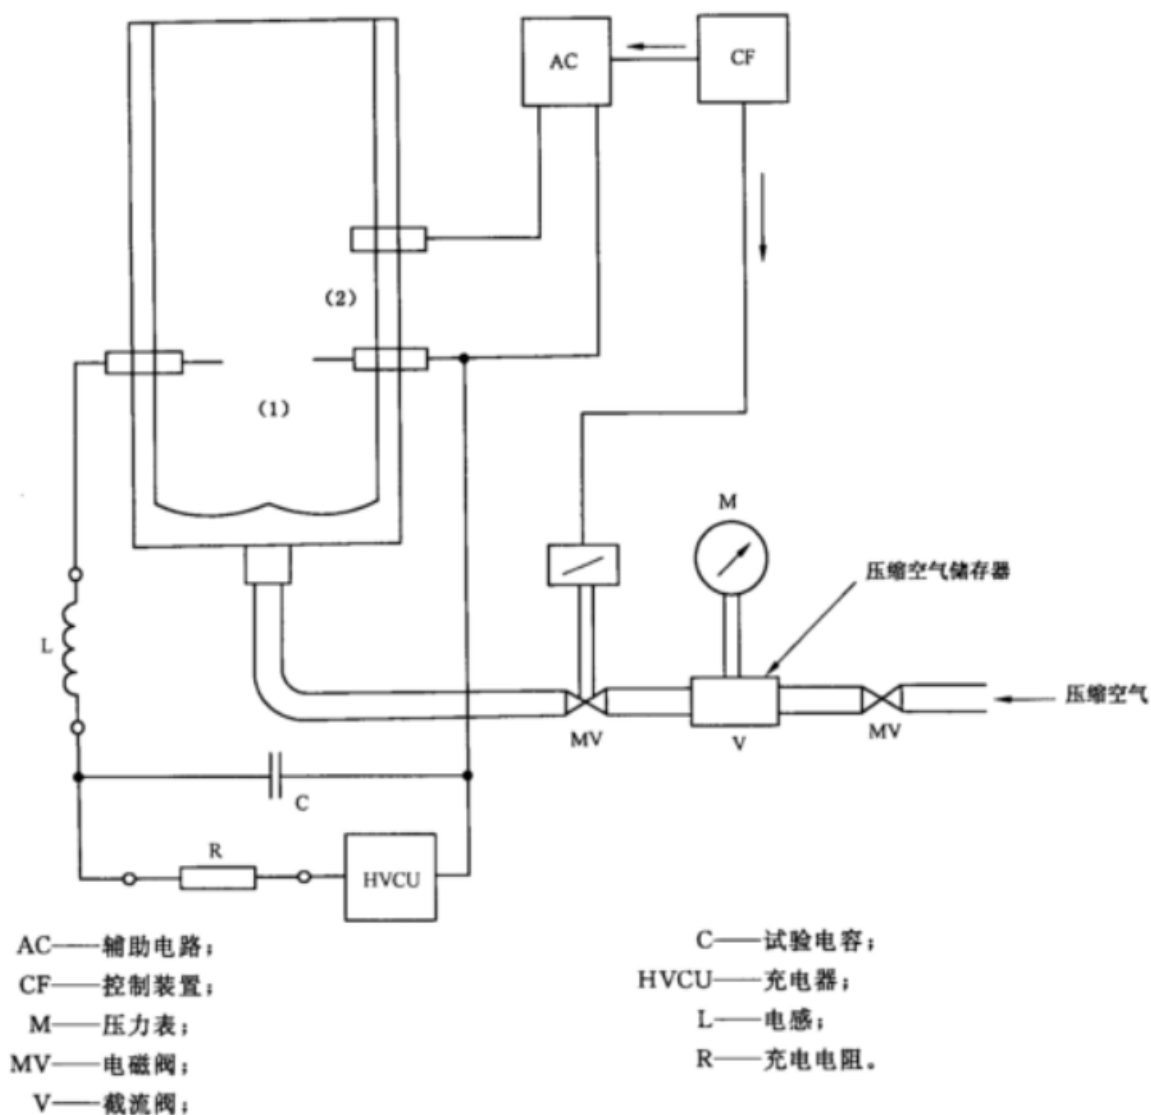 AC
CF
(2)
(1)
M
压缩空气储存器
L
压缩空气
MV
V
MV
C
R
HVCU
AC——辅助电路；
CF——控制装置；
M——压力表；
MV——电磁阀；
V——截流阀；
C——试验电容；
HVCU——充电器；
L——电感；
R——充电电阻。